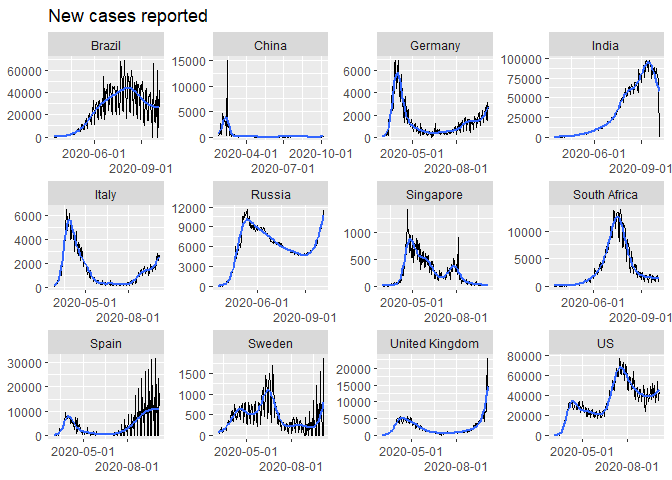 New cases reported
Brazil China Germany India
60000 40000 20000 0
15000 10000 5000 0
6000 4000 2000 0
100000 75000 50000 25000 0
2020-06-01 2020-09-01
2020-04-01 2020-10-01 2020-07-01
2020-05-01 2020-08-01
2020-06-01 2020-09-01
Italy Russia Singapore South Africa
6000 4000 2000 0
12000 9000 6000 3000 0
1000 500 0
10000 5000 0
2020-05-01 2020-08-01
2020-06-01 2020-09-01
2020-05-01 2020-08-01
2020-06-01 2020-09-01
Spain Sweden United Kingdom US
30000 20000 10000 0
1500 1000 500 0
20000 15000 10000 5000 0
80000 60000 40000 20000 0
2020-05-01 2020-08-01
2020-05-01 2020-08-01
2020-05-01 2020-08-01
2020-05-01 2020-08-01